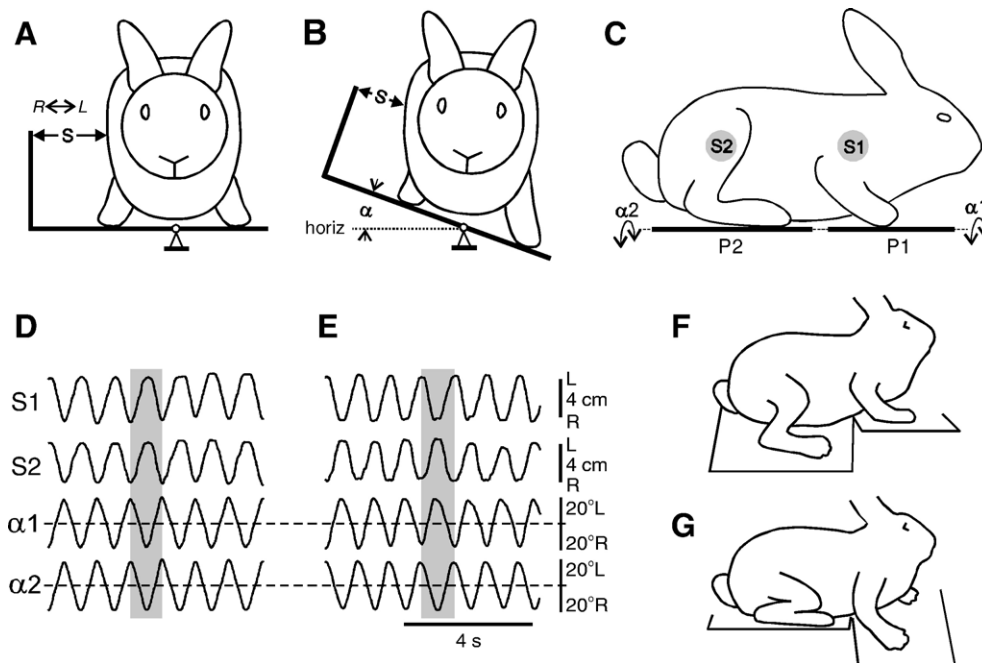 A
B
C
R↔L
S
S
α
horiz
S2
S1
α2
α1
P2
P1
D
E
F
S1
L
4 cm
R
S2
L
4 cm
R
α1
20°L
20°R
α2
20°L
20°R
4 s
G